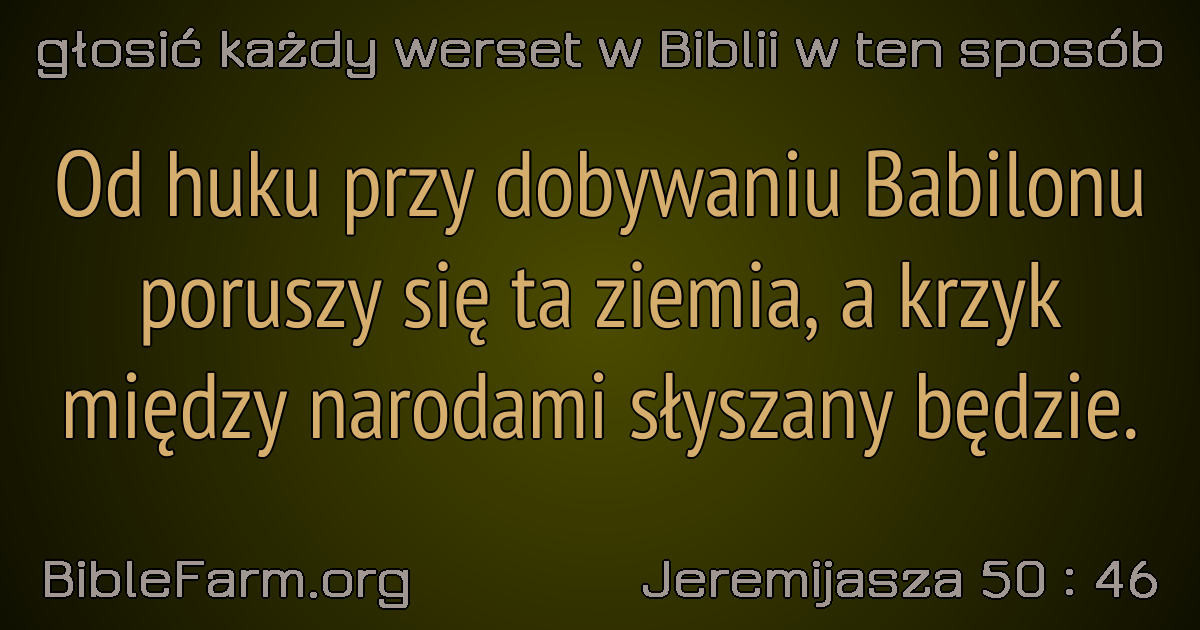 głosić każdy werset w Biblii w ten sposób
Od huku przy dobywaniu Babilonu
poruszy się ta ziemia, a krzyk
między narodami słyszany będzie.
BibleFarm.org
Jeremijasza 50 : 46